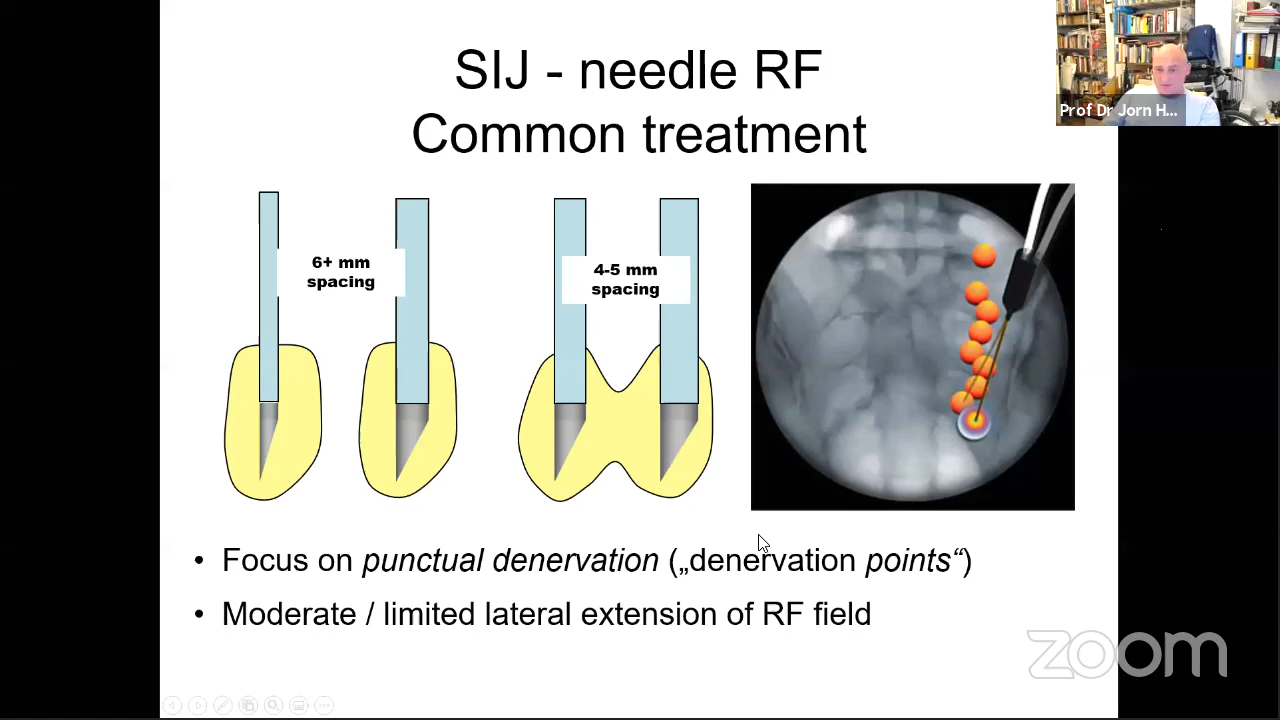 SIJ - needle RF
Common treatment
Prof Dr Jorn H...
6+ mm
spacing
4-5 mm
spacing
• Focus on punctual denervation („denervation points“)
• Moderate / limited lateral extension of RF field
zoom